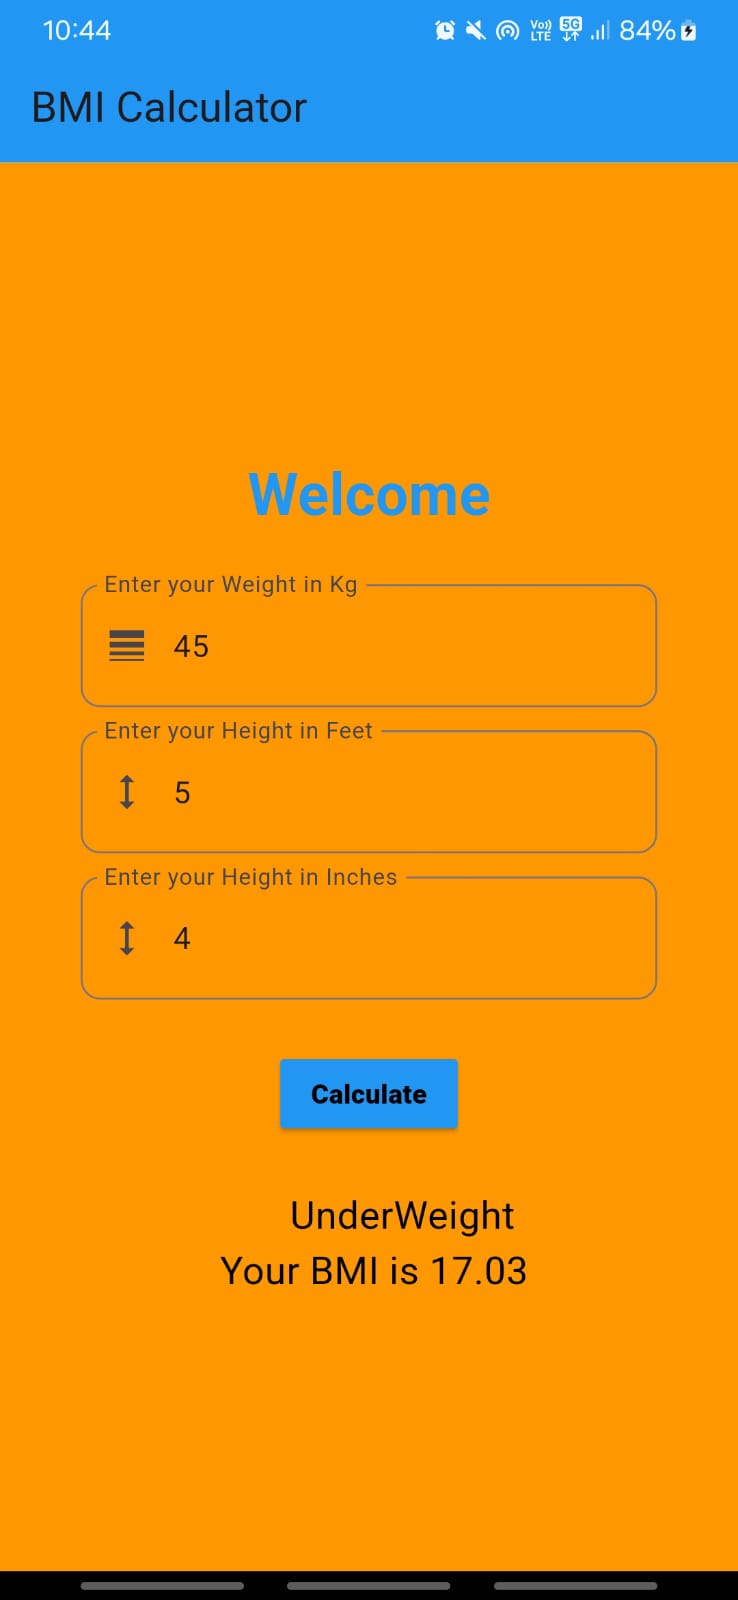 10:44 Vo)) LTE 5G 84%
BMI Calculator
Welcome
Enter your Weight in Kg
45
Enter your Height in Feet
5
Enter your Height in Inches
4
Calculate
UnderWeight
Your BMI is 17.03